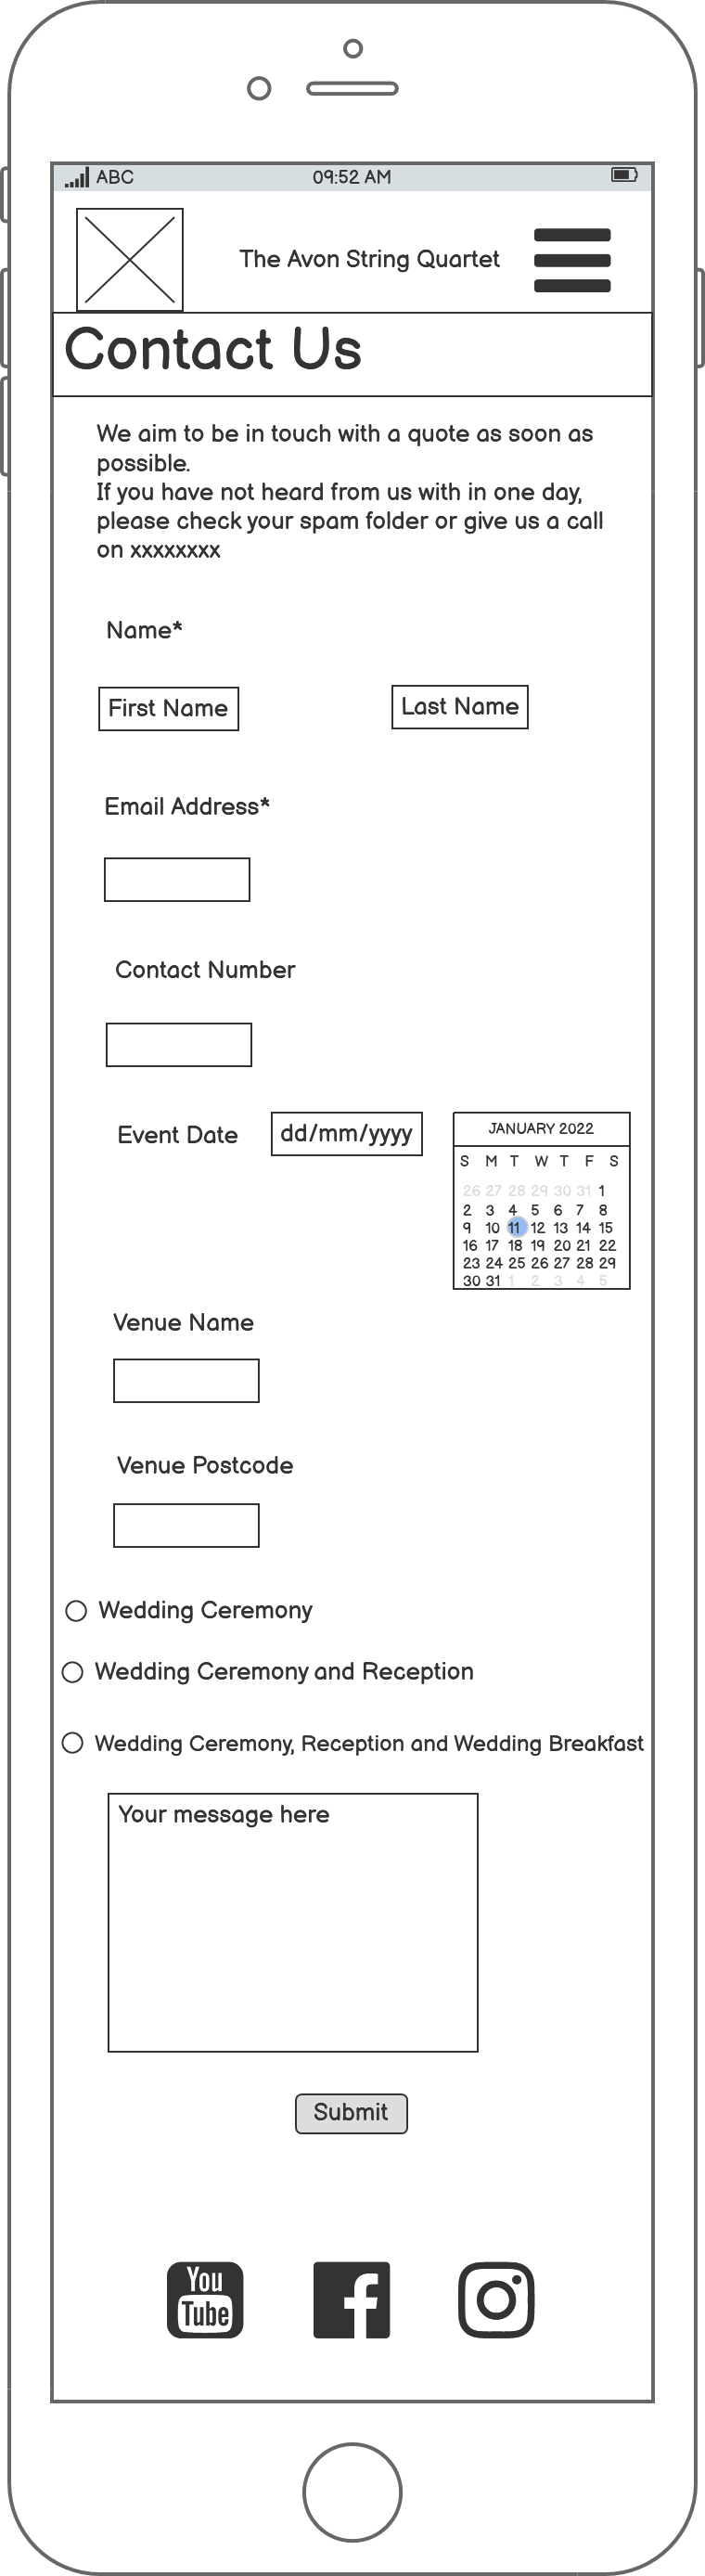 ABC 09:52 AM
The Avon String Quartet
Contact Us
We aim to be in touch with a quote as soon as
possible.
If you have not heard from us with in one day,
please check your spam folder or give us a call
on xxxxxxxx
Name*
First Name Last Name
Email Address*
Contact Number
Event Date dd/mm/yyyy
JANUARY 2022
S M T W T F S
26 27 28 29 30 31 1
2 3 4 5 6 7 8
9 10 11 12 13 14 15
16 17 18 19 20 21 22
23 24 25 26 27 28 29
30 31 1 2 3 4 5
Venue Name
Venue Postcode
Wedding Ceremony
Wedding Ceremony and Reception
Wedding Ceremony, Reception and Wedding Breakfast
Your message here
Submit
You
Tube